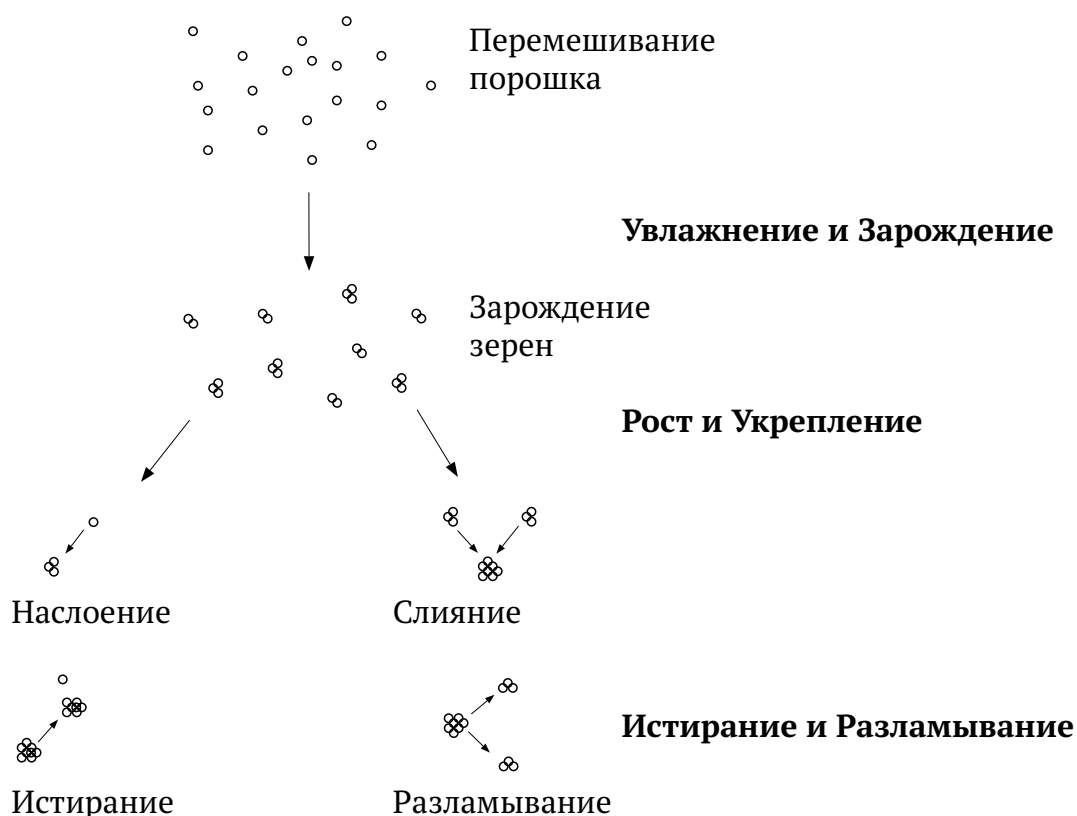 Перемешивание
порошка
Увлажнение и Зарождение
Зарождение
зерен
Рост и Укрепление
Наслоение
Слияние
Истирание и Разламывание
Истирание
Разламывание